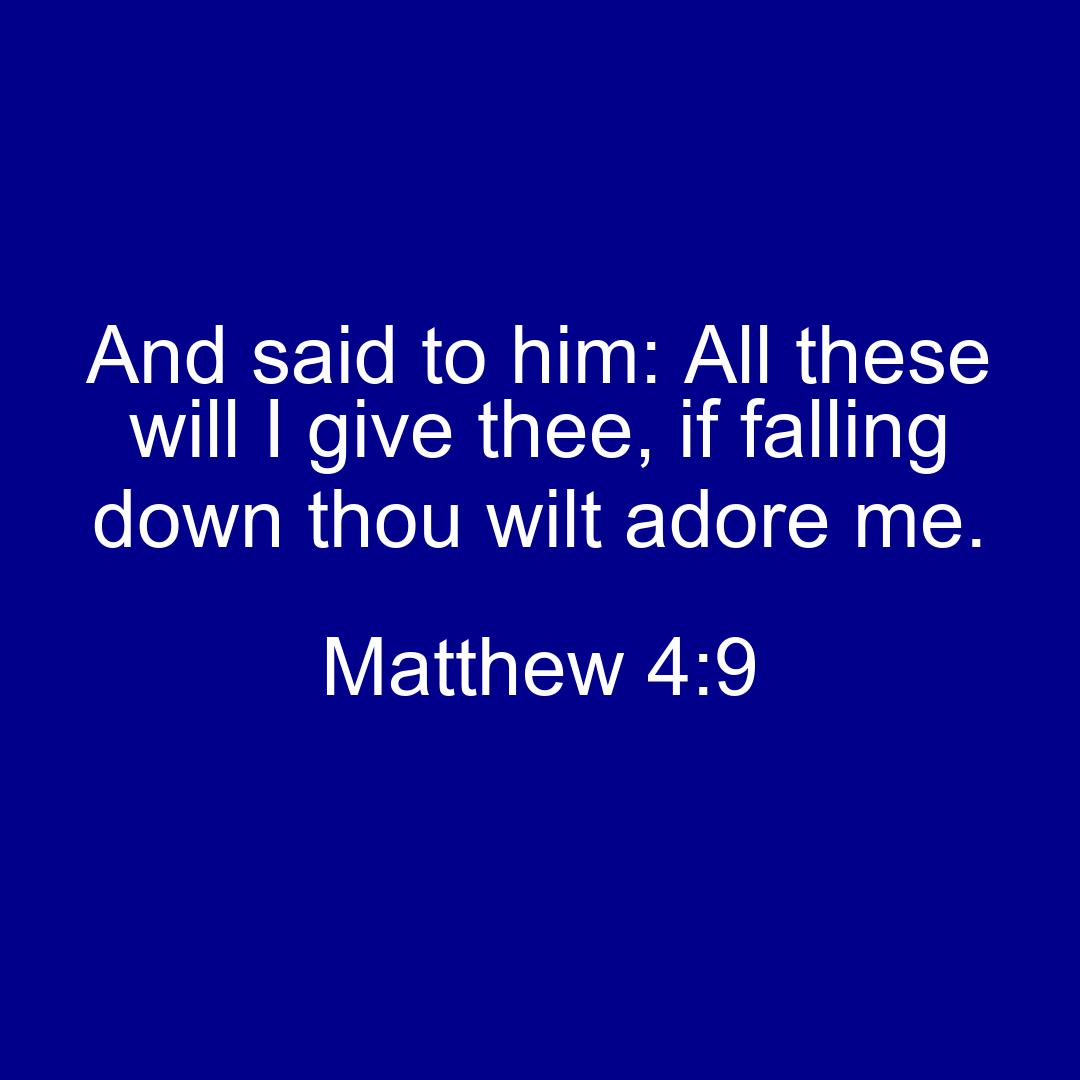 And said to him: All these
will I give thee, if falling
down thou wilt adore me.
Matthew 4:9